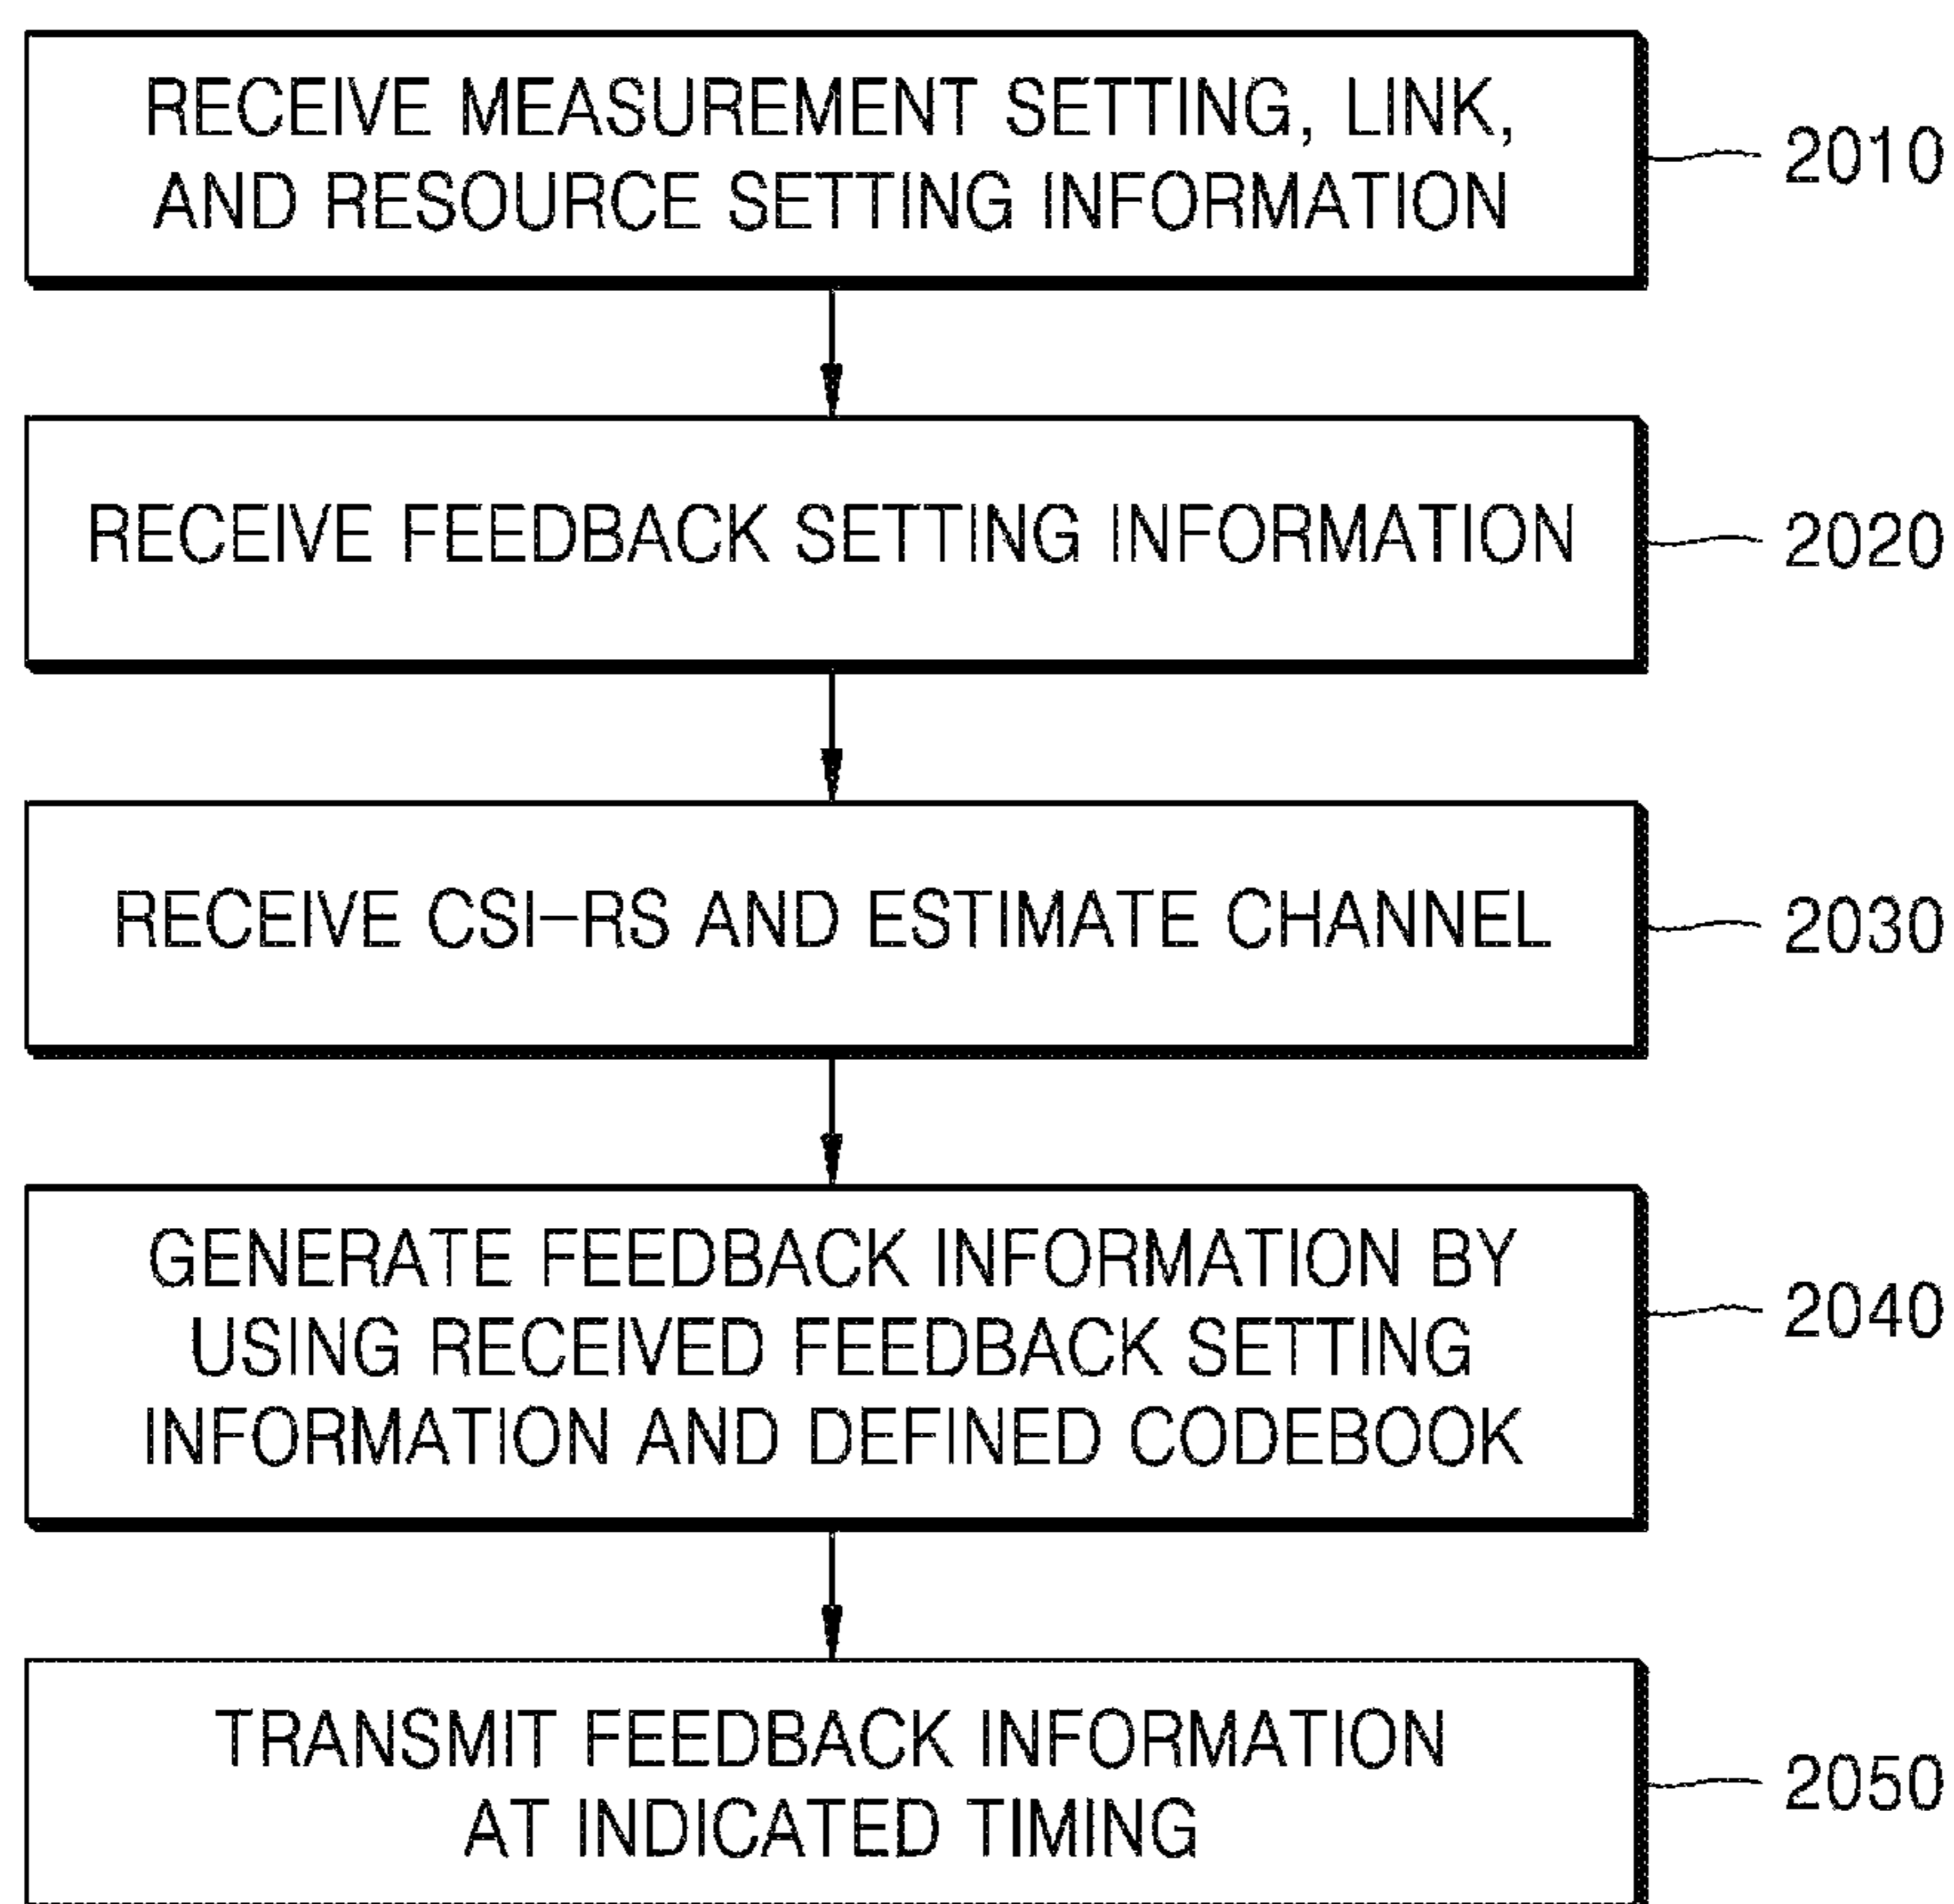 RECEIVE MEASUREMENT SETTING, LINK,
AND RESOURCE SETTING INFORMATION
2010
RECEIVE FEEDBACK SETTING INFORMATION
2020
RECEIVE CSI-RS AND ESTIMATE CHANNEL
2030
GENERATE FEEDBACK INFORMATION BY
USING RECEIVED FEEDBACK SETTING
INFORMATION AND DEFINED CODEBOOK
2040
TRANSMIT FEEDBACK INFORMATION
AT INDICATED TIMING
2050